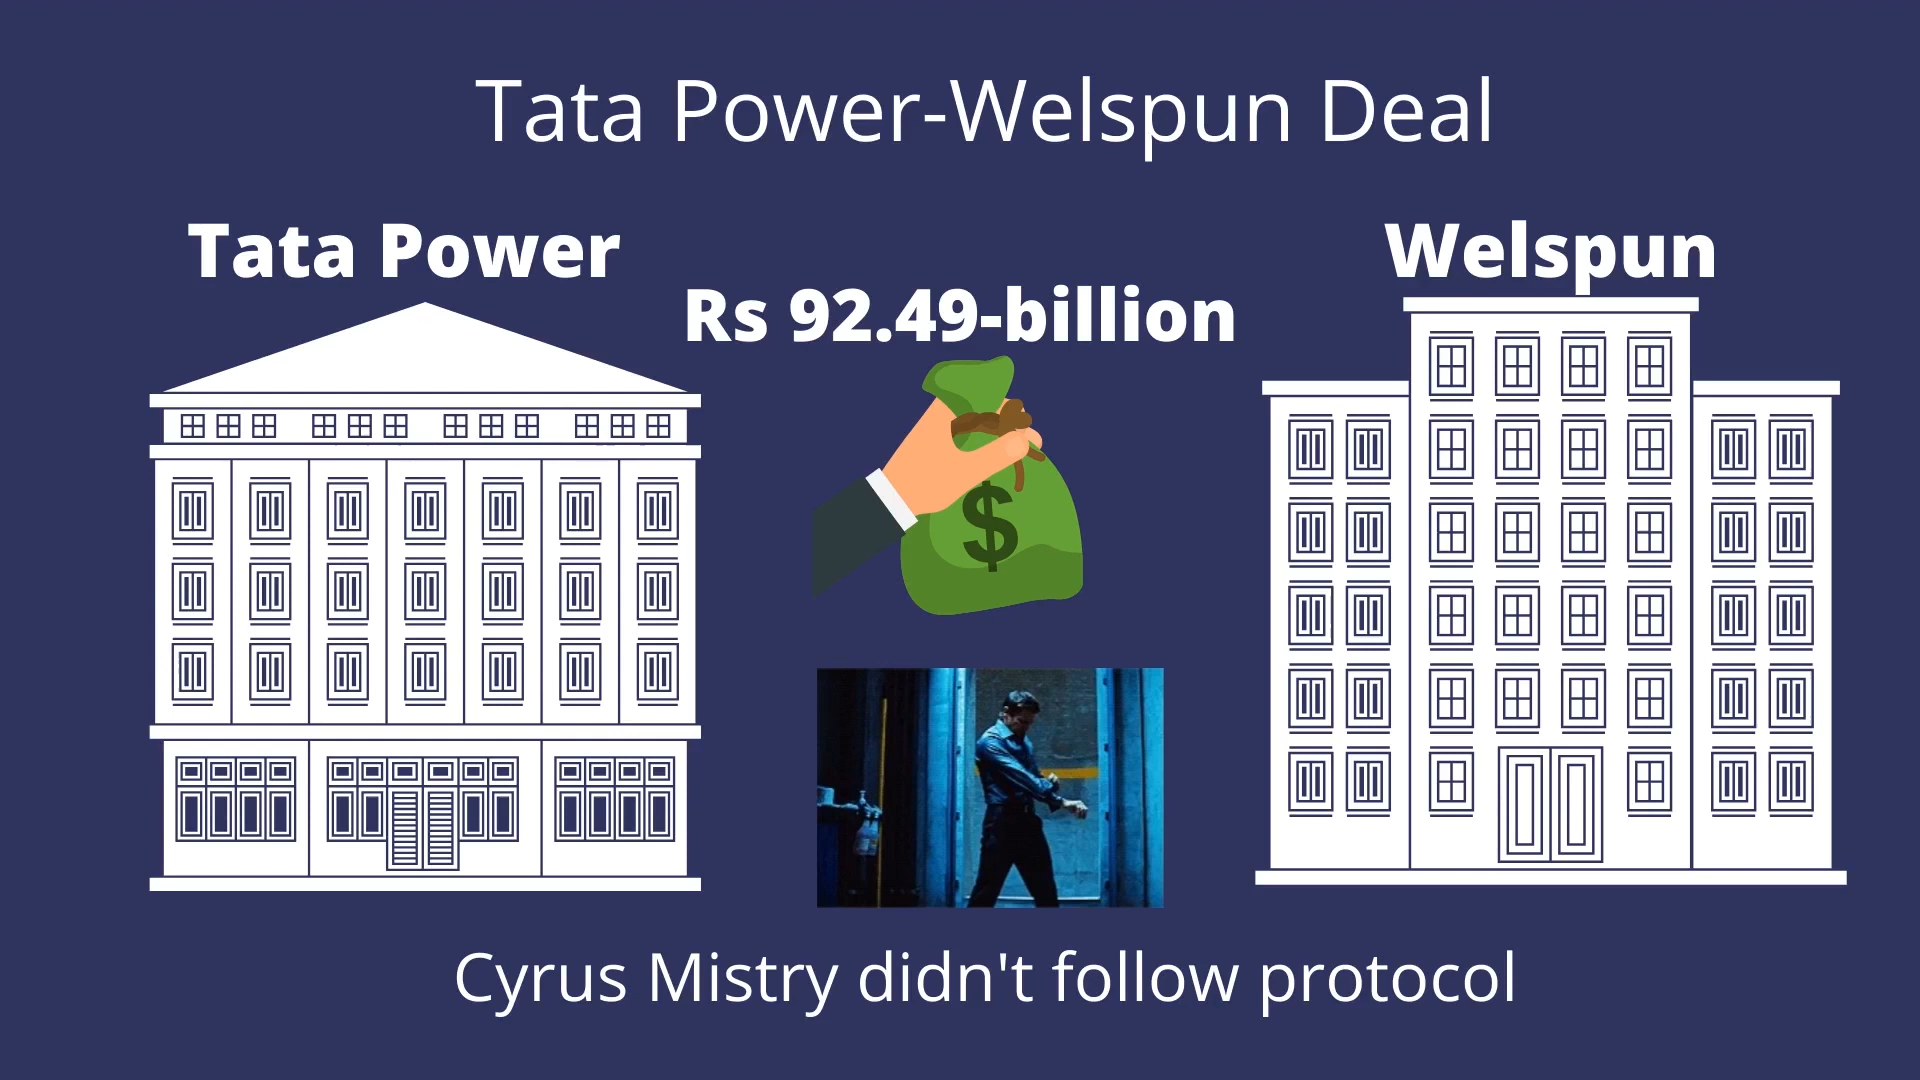 Tata Power-Welspun Deal
Tata Power
Welspun
Rs 92.49-billion
$
Cyrus Mistry didn't follow protocol